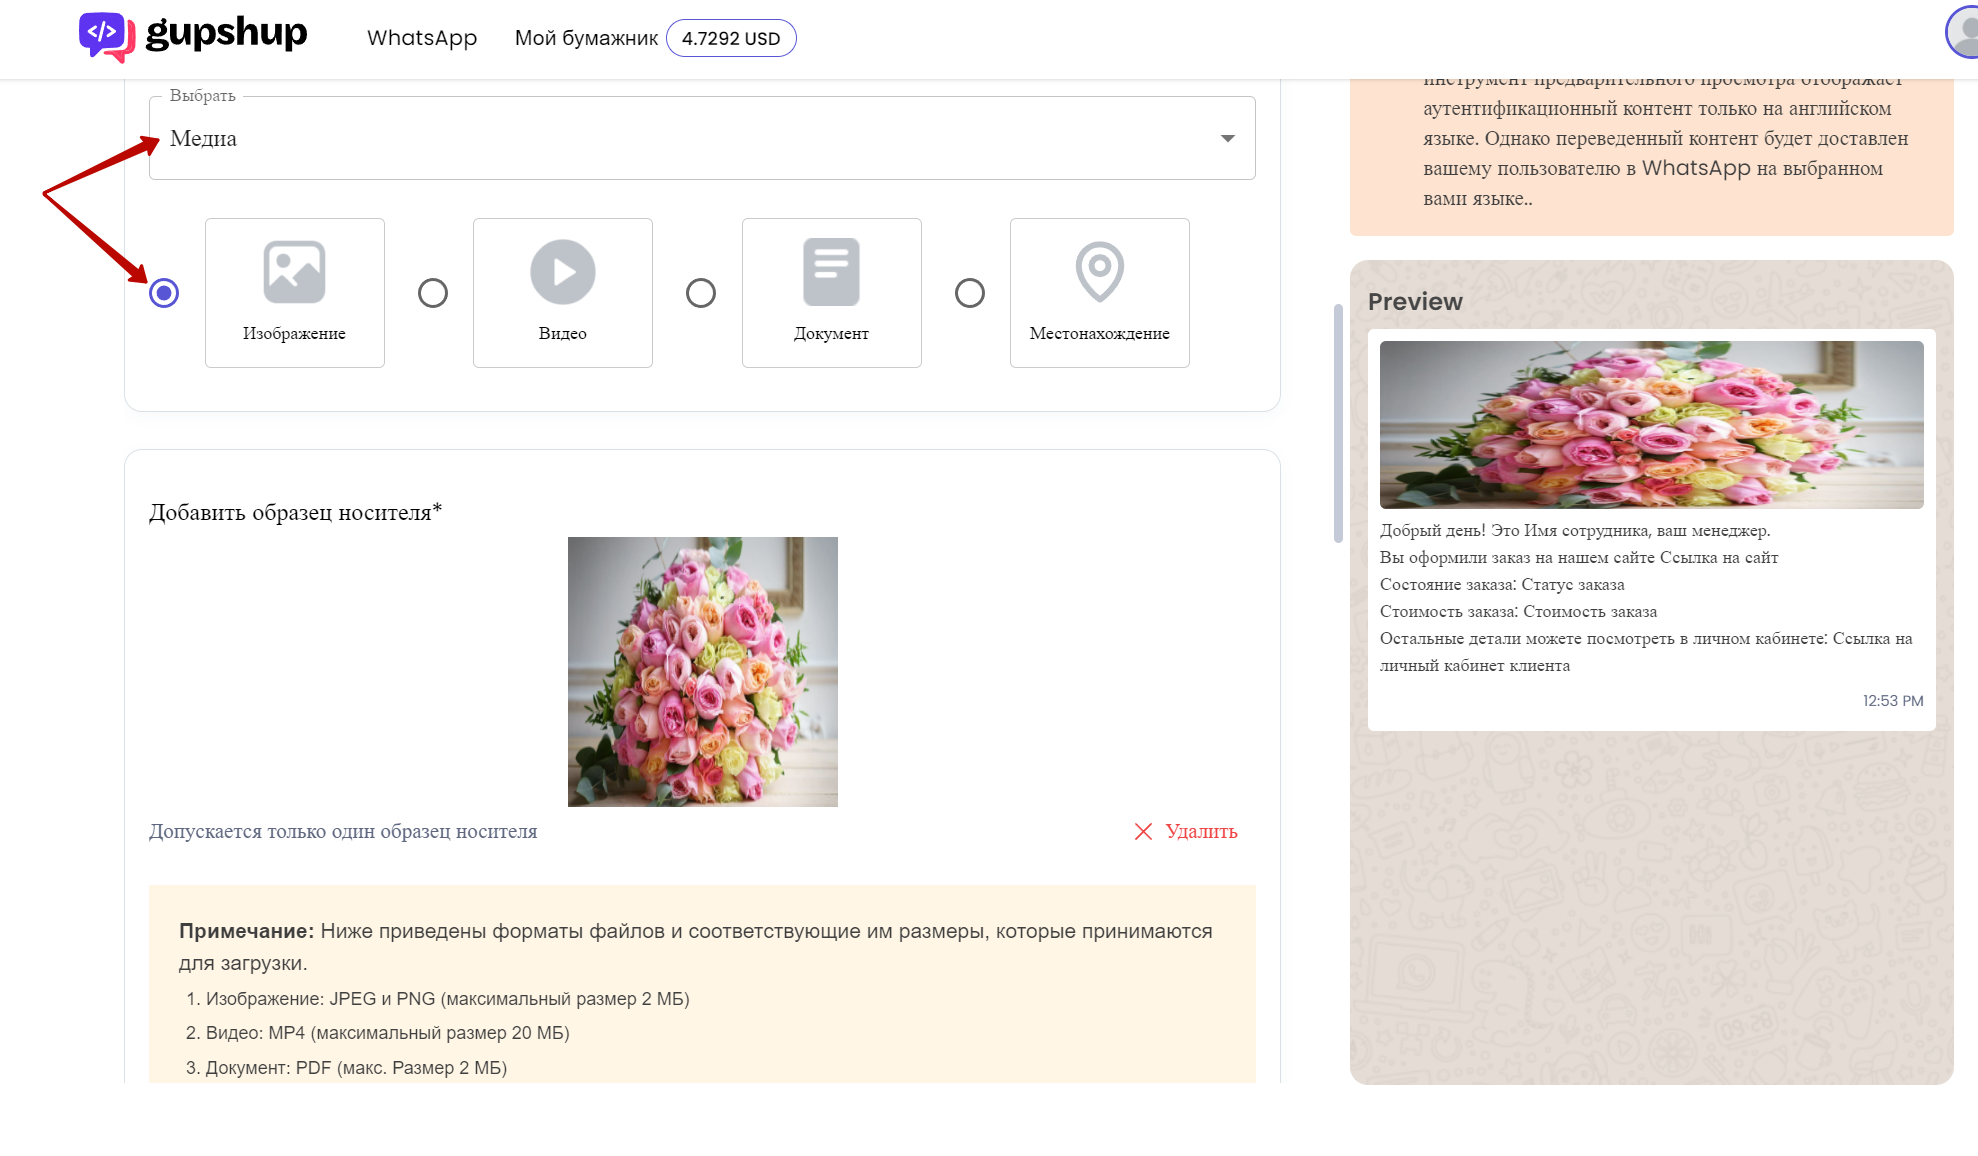 gupshup
WhatsApp
Мой бумажник
4.7292 USD
Выбрать
Медиа
Изображение
Видео
Документ
Местонахождение
Добавить образец носителя*
Допускается только один образец носителя
Удалить
Примечание: Ниже приведены форматы файлов и соответствующие им размеры, которые принимаются
для загрузки.
1. Изображение: JPEG и PNG (максимальный размер 2 МБ)
2. Видео: MP4 (максимальный размер 20 МБ)
3. Документ: PDF (макс. Размер 2 МБ)
инструмент предварительного просмотра отображает
аутентификационный контент только на английском
языке. Однако переведенный контент будет доставлен
вашему пользователю в WhatsApp на выбранном
вами языке..
Preview
Добрый день! Это Имя сотрудника, ваш менеджер.
Вы оформили заказ на нашем сайте Ссылка на сайт
Состояние заказа: Статус заказа
Стоимость заказа: Стоимость заказа
Остальные детали можете посмотреть в личном кабинете: Ссылка на
личный кабинет клиента
12:53 PM